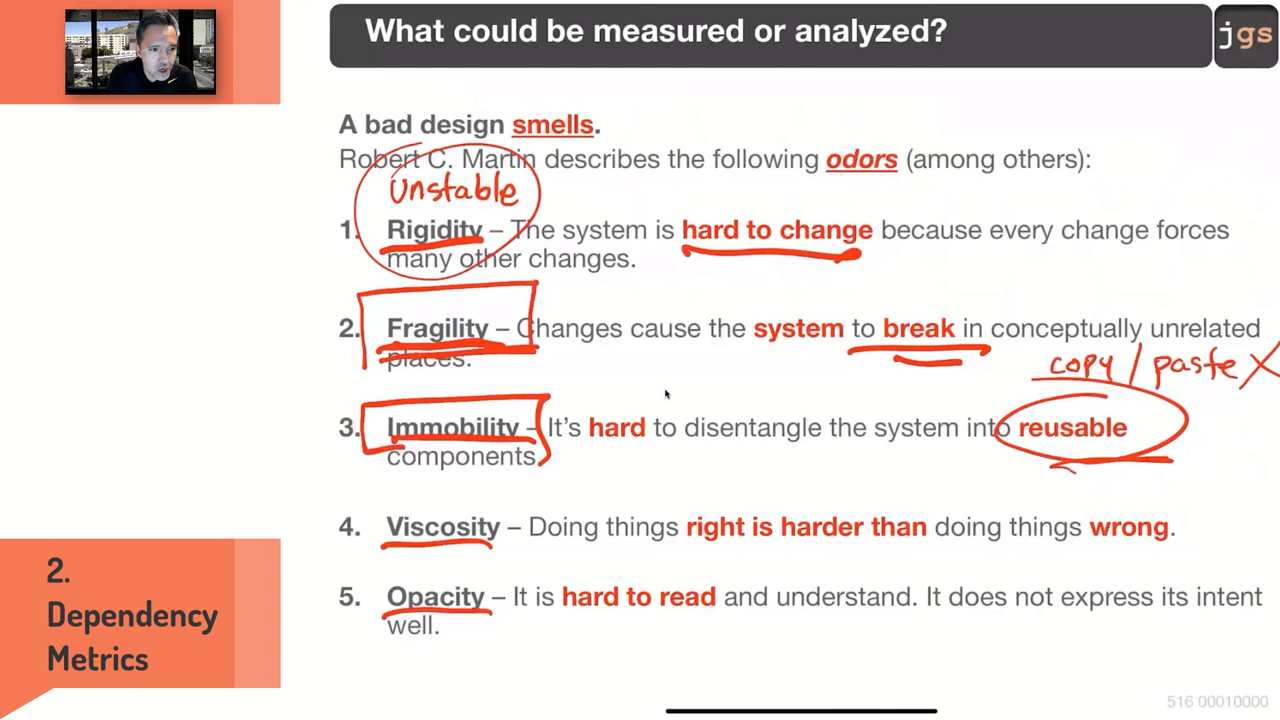 What could be measured or analyzed?
jgs
A bad design smells.
Robert C. Martin describes the following odors (among others):
unstable
1. Rigidity – The system is hard to change because every change forces
many other changes.
2. Fragility – Changes cause the system to break in conceptually unrelated
places.
copy / paste X
3. Immobility – It's hard to disentangle the system into reusable
components.
4. Viscosity – Doing things right is harder than doing things wrong.
5. Opacity – It is hard to read and understand. It does not express its intent
well.
2.
Dependency
Metrics
516 00010000